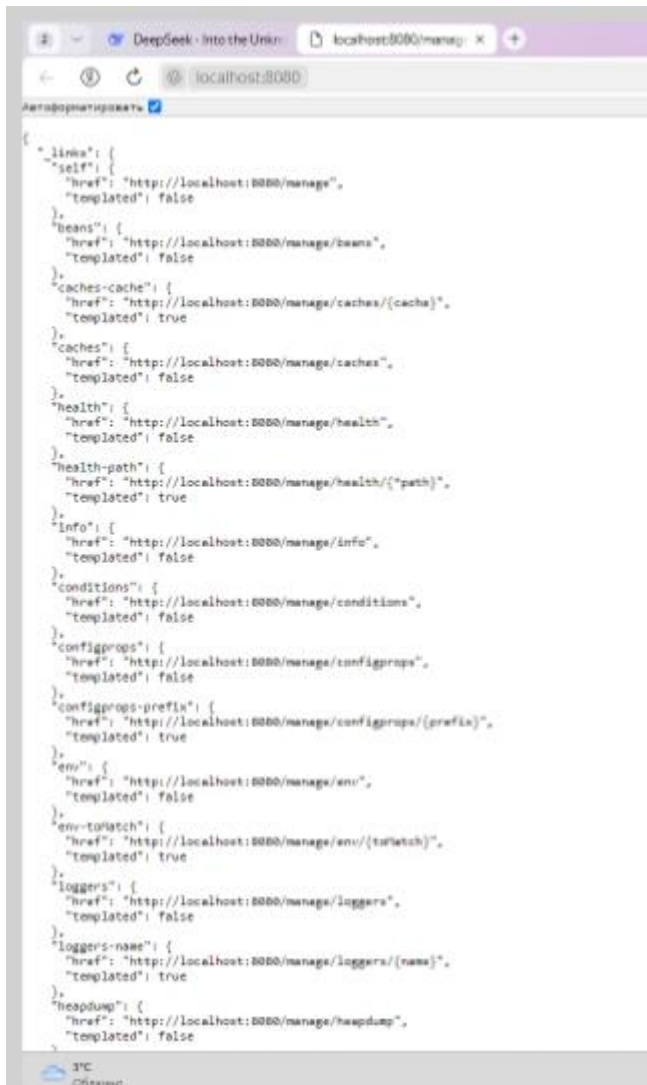 DeepSeek - Into the Unkn
localhost:8080/manag
localhost:8080
Автоформатировать
{
"_links": {
"self": {
"href": "http://localhost:8080/manage",
"templated": false
},
"beans": {
"href": "http://localhost:8080/manage/beans",
"templated": false
},
"caches-cache": {
"href": "http://localhost:8080/manage/caches/{cache}",
"templated": true
},
"caches": {
"href": "http://localhost:8080/manage/caches",
"templated": false
},
"health": {
"href": "http://localhost:8080/manage/health",
"templated": false
},
"health-path": {
"href": "http://localhost:8080/manage/health/{*path}",
"templated": true
},
"info": {
"href": "http://localhost:8080/manage/info",
"templated": false
},
"conditions": {
"href": "http://localhost:8080/manage/conditions",
"templated": false
},
"configprops": {
"href": "http://localhost:8080/manage/configprops",
"templated": false
},
"configprops-prefix": {
"href": "http://localhost:8080/manage/configprops/{prefix}",
"templated": true
},
"env": {
"href": "http://localhost:8080/manage/env",
"templated": false
},
"env-toMatch": {
"href": "http://localhost:8080/manage/env/{toMatch}",
"templated": true
},
"loggers": {
"href": "http://localhost:8080/manage/loggers",
"templated": false
},
"loggers-name": {
"href": "http://localhost:8080/manage/loggers/{name}",
"templated": true
},
"heapdump": {
"href": "http://localhost:8080/manage/heapdump",
"templated": false
}
3°C